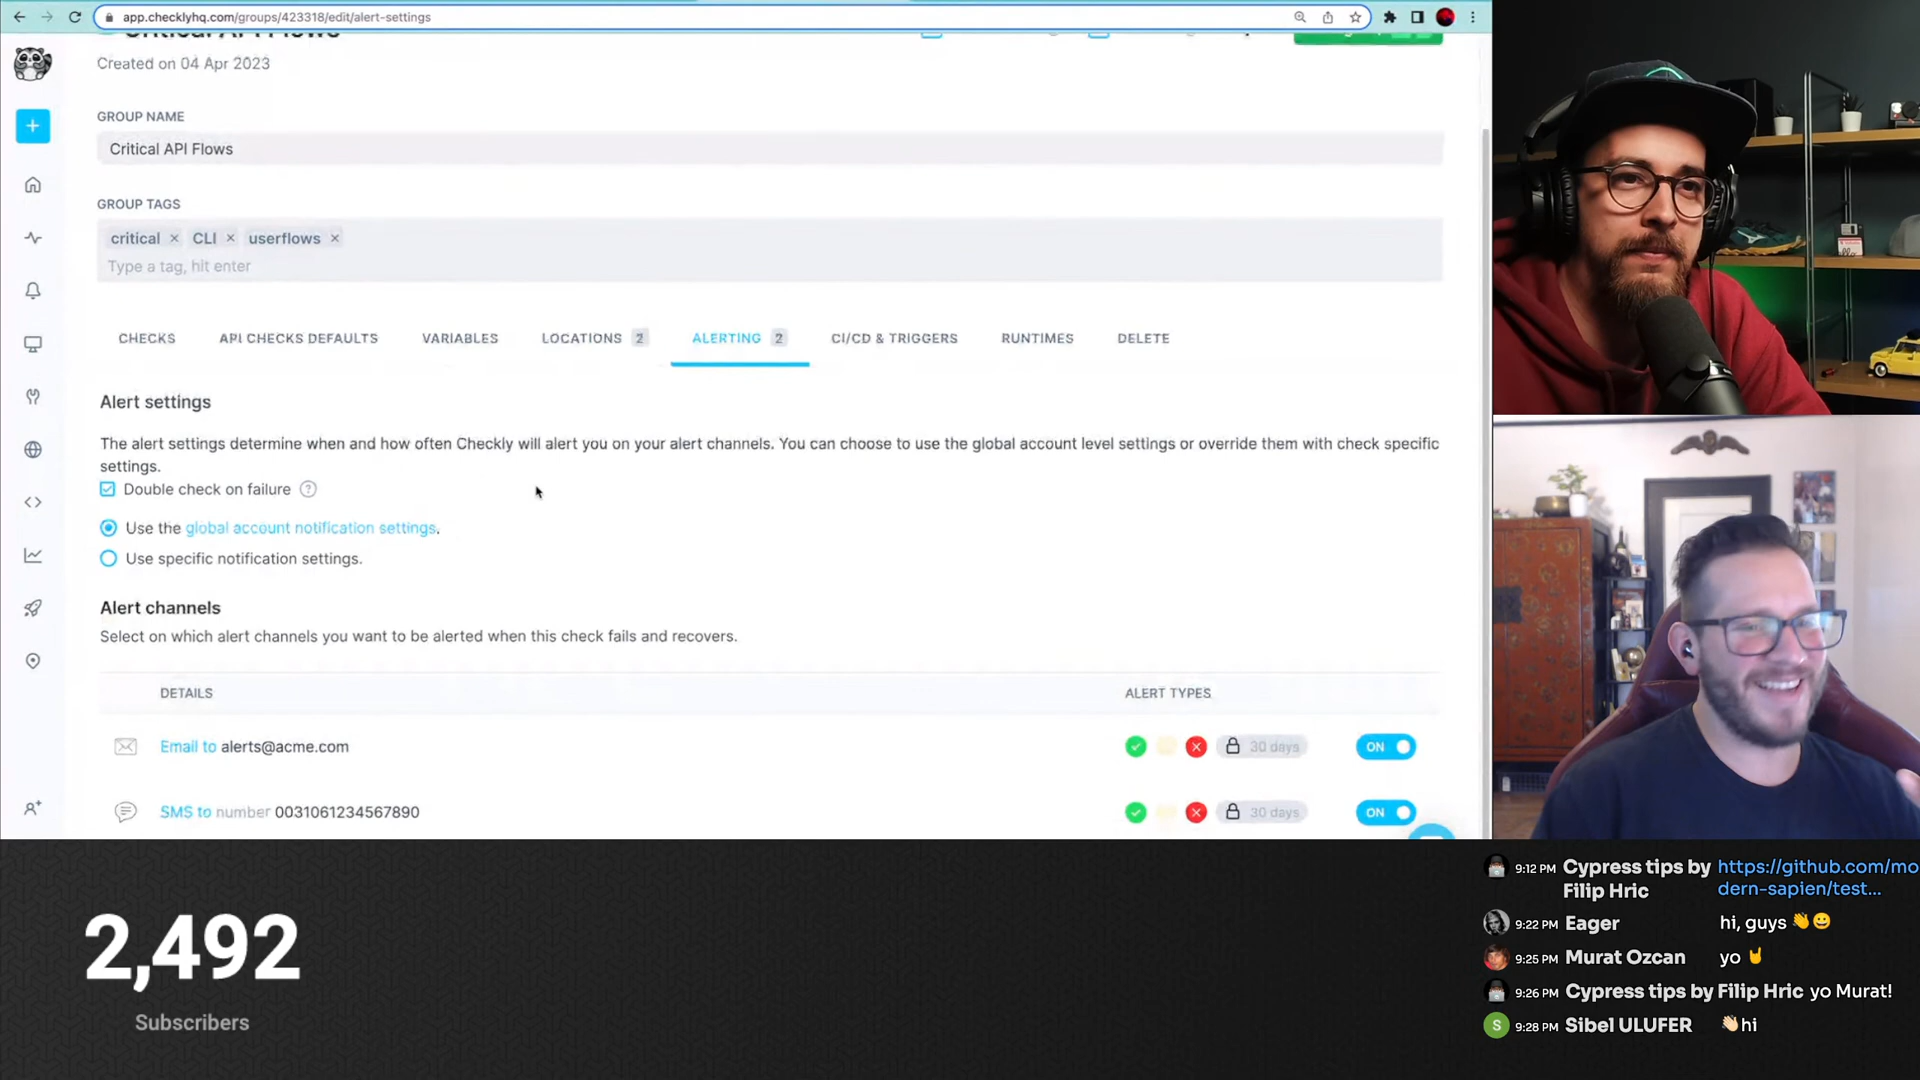 app.checklyhq.com/groups/423318/edit/alert-settings
Critical API Flows
Created on 04 Apr 2023
GROUP NAME
Critical API Flows
GROUP TAGS
critical × CLI × userflows ×
Type a tag, hit enter
CHECKS API CHECKS DEFAULTS VARIABLES LOCATIONS 2 ALERTING 2 CI/CD & TRIGGERS RUNTIMES DELETE
Alert settings
The alert settings determine when and how often Checkly will alert you on your alert channels. You can choose to use the global account level settings or override them with check specific
settings.
Double check on failure ?
Use the global account notification settings.
Use specific notification settings.
Alert channels
Select on which alert channels you want to be alerted when this check fails and recovers.
DETAILS ALERT TYPES
Email to alerts@acme.com 30 days ON
SMS to number 0031061234567890 30 days ON
2,492
Subscribers
9:12 PM Cypress tips by https://github.com/mo
Filip Hric dern-sapien/test...
9:22 PM Eager hi, guys 👋😀
9:25 PM Murat Ozcan yo 🤘
9:26 PM Cypress tips by Filip Hric yo Murat!
S 9:28 PM Sibel ULUFER 👋🏻hi